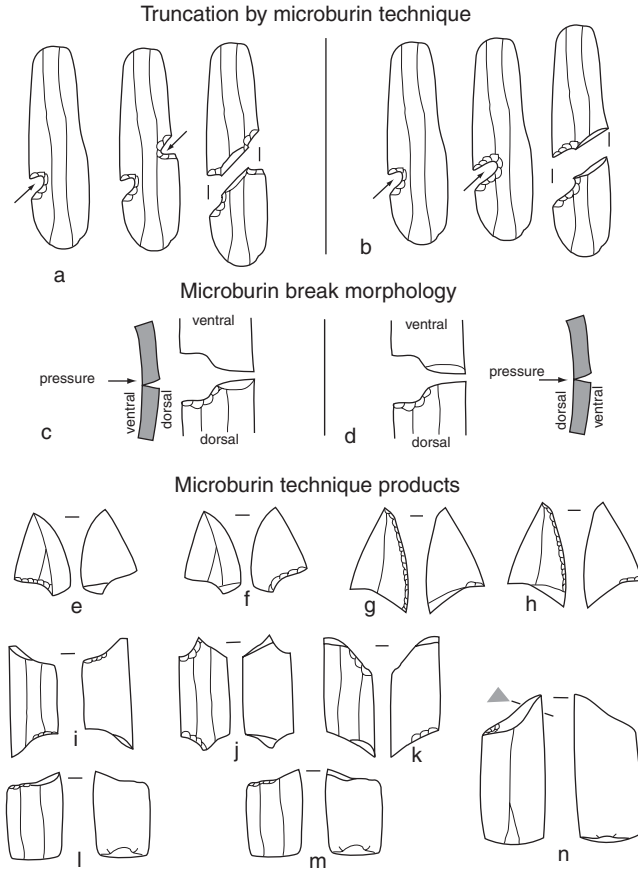 Truncation by microburin technique
a
b
Microburin break morphology
ventral
ventral
pressure
ventral
dorsal
pressure
dorsal
ventral
c
dorsal
d
dorsal
Microburin technique products
e
f
g
h
i
j
k
l
m
n